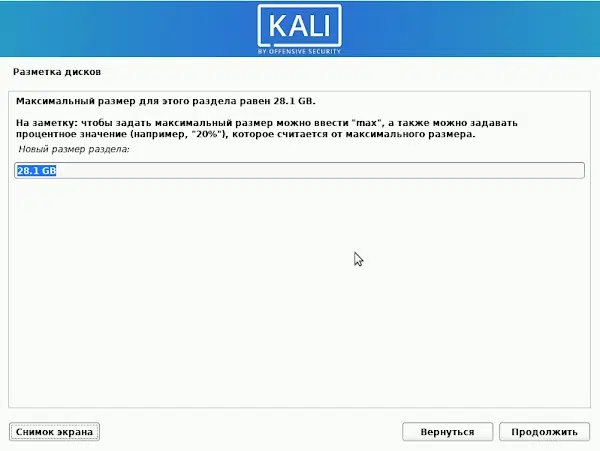 KALI
BY OFFENSIVE SECURITY
Разметка дисков
Максимальный размер для этого раздела равен 28.1 GB.
На заметку: чтобы задать максимальный размер можно ввести "max", а также можно задавать
процентное значение (например, "20%"), которое считается от максимального размера.
Новый размер раздела:
28.1 GB
Снимок экрана
Вернуться
Продолжить